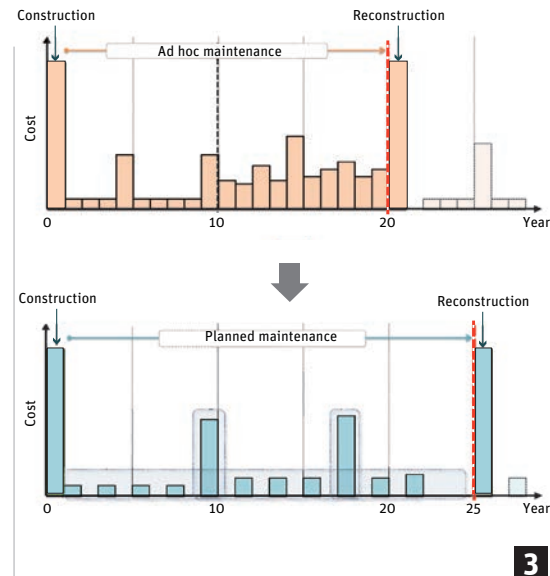 Construction Reconstruction
Ad hoc maintenance
Cost
0 10 20 Year
Construction Reconstruction
Planned maintenance
Cost
0 10 20 25 Year
3